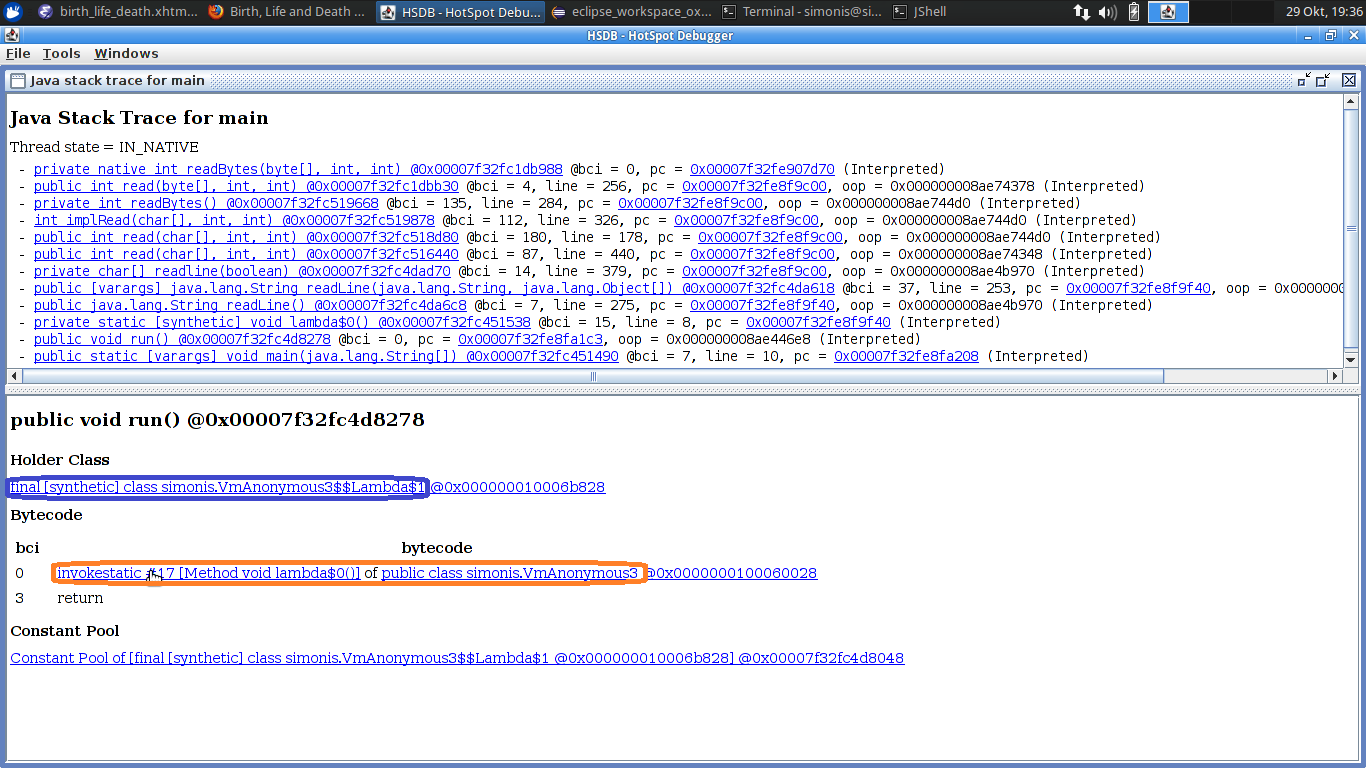 birth_life_death.xhtm... Birth, Life and Death ... HSDB - HotSpot Debu... eclipse_workspace_ox... Terminal - simonis@si... JShell 29 Okt, 19:36
HSDB - HotSpot Debugger
File Tools Windows
Java stack trace for main
Java Stack Trace for main
Thread state = IN_NATIVE
- private native int readBytes(byte[], int, int) @0x00007f32fc1db988 @bci = 0, pc = 0x00007f32fe907d70 (Interpreted)
- public int read(byte[], int, int) @0x00007f32fc1dbb30 @bci = 4, line = 256, pc = 0x00007f32fe8f9c00, oop = 0x000000008ae74378 (Interpreted)
- private int readBytes() @0x00007f32fc519668 @bci = 135, line = 284, pc = 0x00007f32fe8f9c00, oop = 0x000000008ae744d0 (Interpreted)
- int implRead(char[], int, int) @0x00007f32fc519878 @bci = 112, line = 326, pc = 0x00007f32fe8f9c00, oop = 0x000000008ae744d0 (Interpreted)
- public int read(char[], int, int) @0x00007f32fc518d80 @bci = 180, line = 178, pc = 0x00007f32fe8f9c00, oop = 0x000000008ae744d0 (Interpreted)
- public int read(char[], int, int) @0x00007f32fc516440 @bci = 87, line = 440, pc = 0x00007f32fe8f9c00, oop = 0x000000008ae74348 (Interpreted)
- private char[] readline(boolean) @0x00007f32fc4dad70 @bci = 14, line = 379, pc = 0x00007f32fe8f9c00, oop = 0x000000008ae4b970 (Interpreted)
- public [varargs] java.lang.String readLine(java.lang.String, java.lang.Object[]) @0x00007f32fc4da618 @bci = 37, line = 253, pc = 0x00007f32fe8f9f40, oop = 0x0000000
- public java.lang.String readLine() @0x00007f32fc4da6c8 @bci = 7, line = 275, pc = 0x00007f32fe8f9f40, oop = 0x000000008ae4b970 (Interpreted)
- private static [synthetic] void lambda$0() @0x00007f32fc451538 @bci = 15, line = 8, pc = 0x00007f32fe8f9f40 (Interpreted)
- public void run() @0x00007f32fc4d8278 @bci = 0, pc = 0x00007f32fe8fa1c3, oop = 0x000000008ae446e8 (Interpreted)
- public static [varargs] void main(java.lang.String[]) @0x00007f32fc451490 @bci = 7, line = 10, pc = 0x00007f32fe8fa208 (Interpreted)
public void run() @0x00007f32fc4d8278
Holder Class
final [synthetic] class simonis.VmAnonymous3$$Lambda$1 @0x000000010006b828
Bytecode
bci bytecode
0 invokestatic #17 [Method void lambda$0()] of public class simonis.VmAnonymous3 @0x0000000100060028
3 return
Constant Pool
Constant Pool of [final [synthetic] class simonis.VmAnonymous3$$Lambda$1 @0x000000010006b828] @0x00007f32fc4d8048